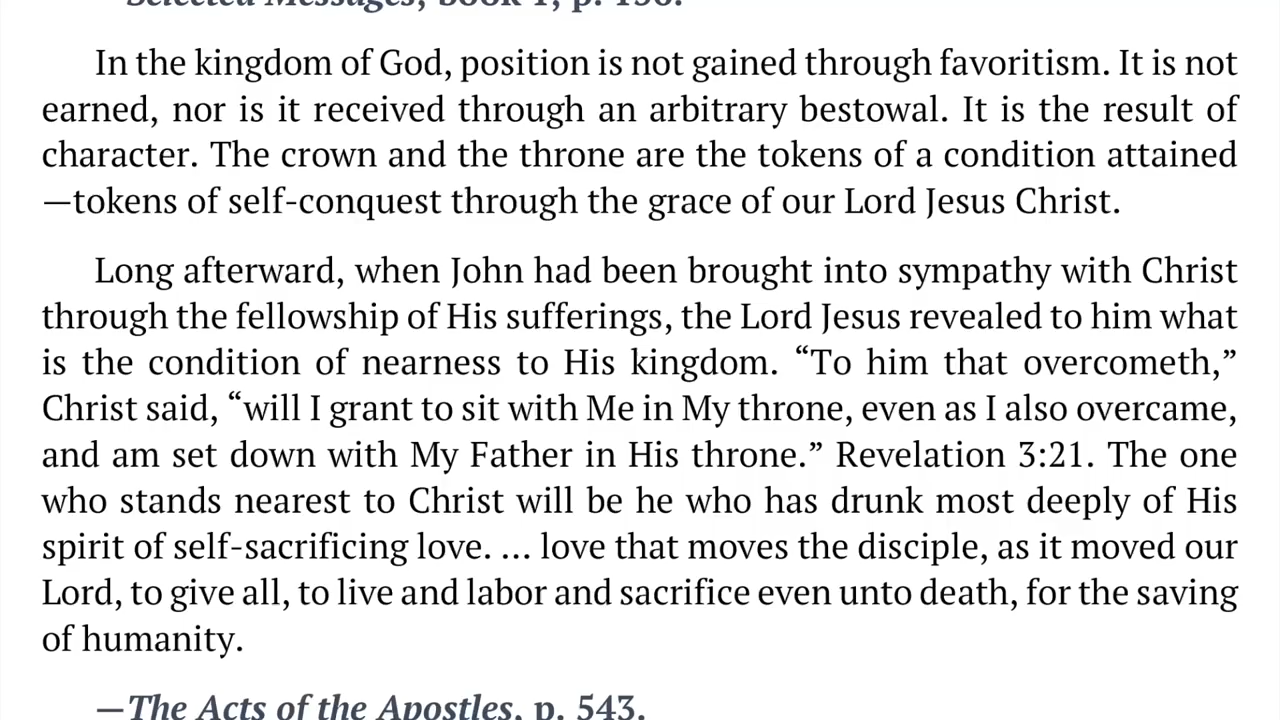 Selected Messages, book 1, p. 136.
In the kingdom of God, position is not gained through favoritism. It is not
earned, nor is it received through an arbitrary bestowal. It is the result of
character. The crown and the throne are the tokens of a condition attained
—tokens of self-conquest through the grace of our Lord Jesus Christ.
Long afterward, when John had been brought into sympathy with Christ
through the fellowship of His sufferings, the Lord Jesus revealed to him what
is the condition of nearness to His kingdom. “To him that overcometh,”
Christ said, “will I grant to sit with Me in My throne, even as I also overcame,
and am set down with My Father in His throne.” Revelation 3:21. The one
who stands nearest to Christ will be he who has drunk most deeply of His
spirit of self-sacrificing love. ... love that moves the disciple, as it moved our
Lord, to give all, to live and labor and sacrifice even unto death, for the saving
of humanity.
—The Acts of the Apostles, p. 543.